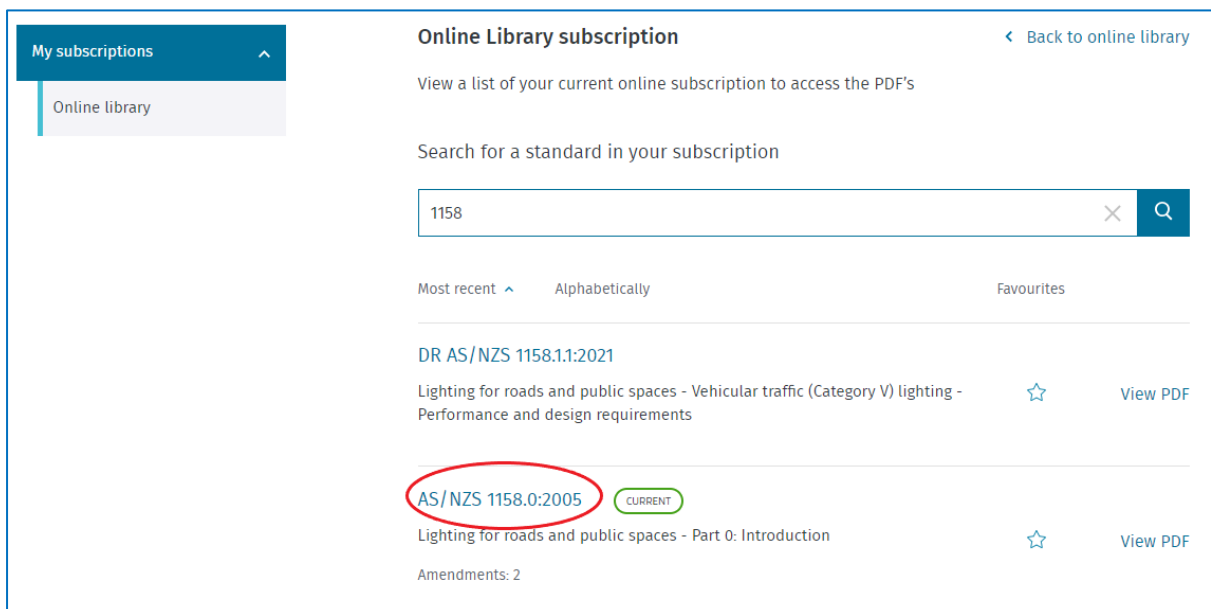 My subscriptions
Online library
Online Library subscription
Back to online library
View a list of your current online subscription to access the PDF's
Search for a standard in your subscription
1158
Most recent
Alphabetically
Favourites
DR AS/NZS 1158.1.1:2021
Lighting for roads and public spaces - Vehicular traffic (Category V) lighting -
Performance and design requirements
View PDF
AS/NZS 1158.0:2005
CURRENT
Lighting for roads and public spaces - Part 0: Introduction
View PDF
Amendments: 2